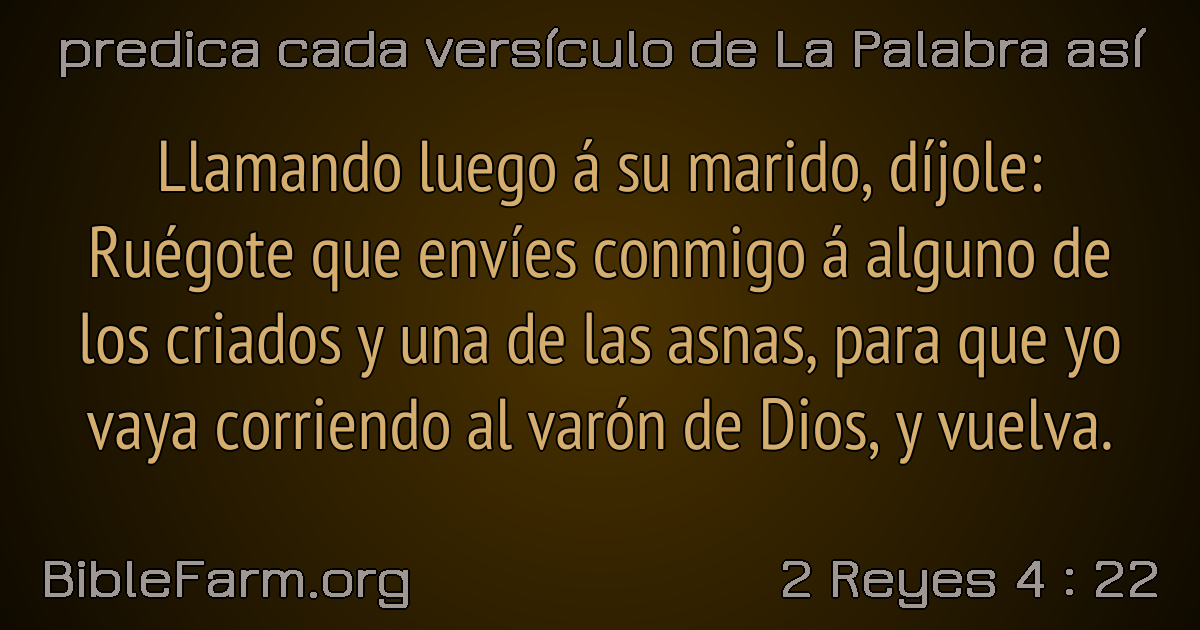 predica cada versículo de La Palabra así
Llamando luego á su marido, díjole:
Ruégote que envíes conmigo á alguno de
los criados y una de las asnas, para que yo
vaya corriendo al varón de Dios, y vuelva.
BibleFarm.org
2 Reyes 4 : 22